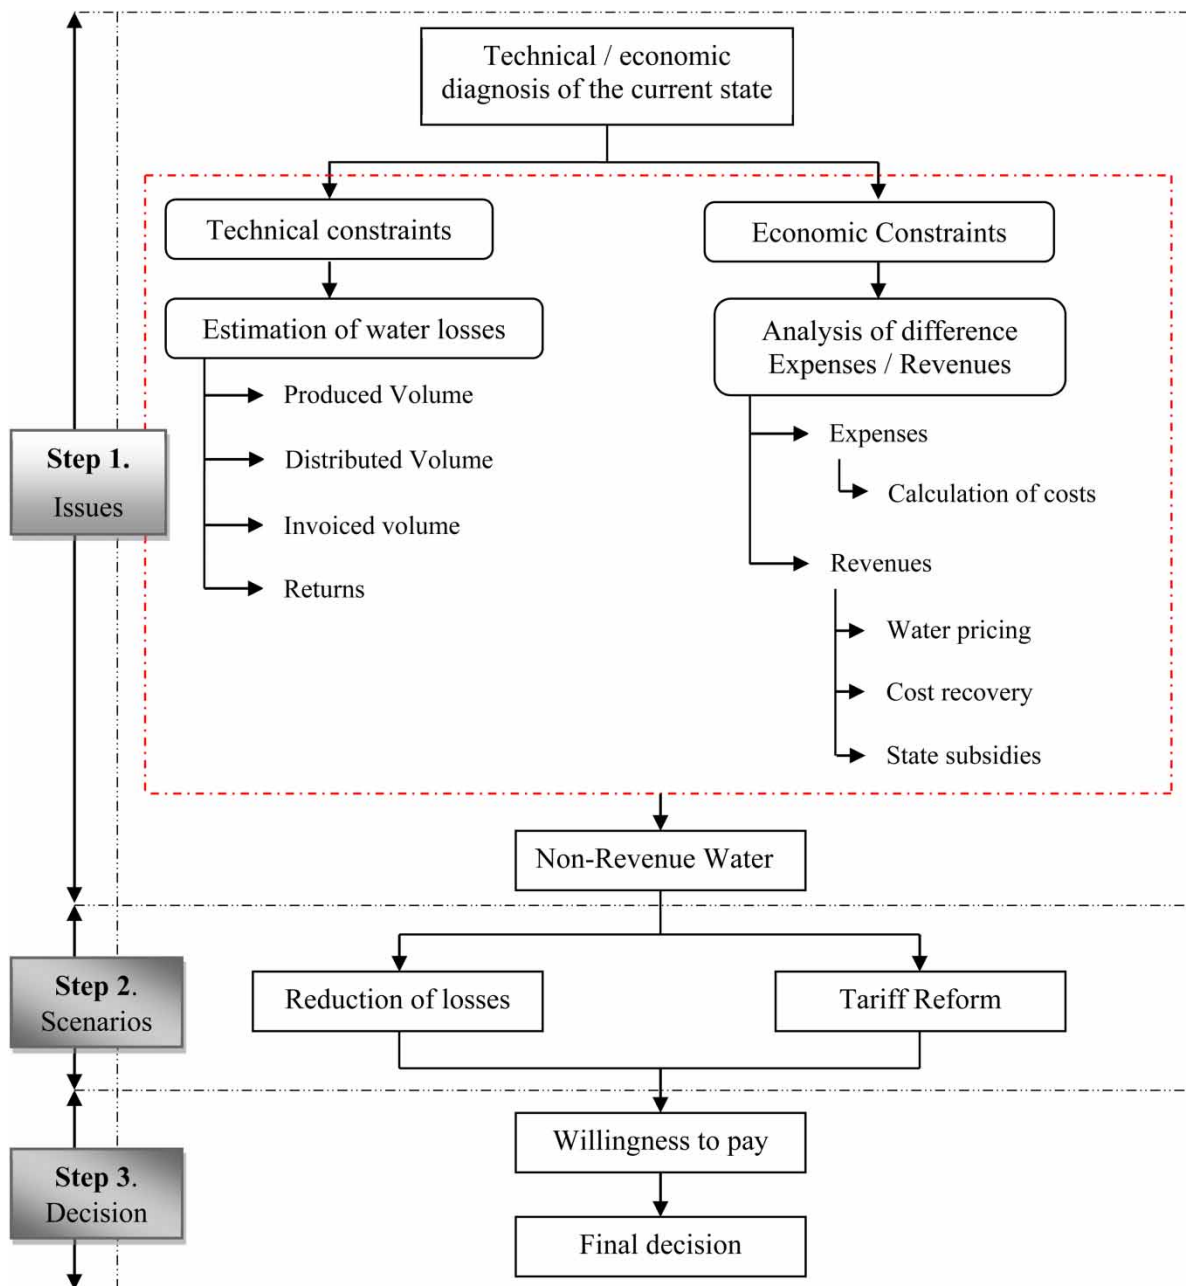 Technical / economic
diagnosis of the current state
Technical constraints
Economic Constraints
Estimation of water losses
Analysis of difference
Expenses / Revenues
Produced Volume
Distributed Volume
Invoiced volume
Returns
Expenses
Calculation of costs
Revenues
Water pricing
Cost recovery
State subsidies
Step 1.
Issues
Non-Revenue Water
Step 2.
Scenarios
Reduction of losses
Tariff Reform
Step 3.
Decision
Willingness to pay
Final decision